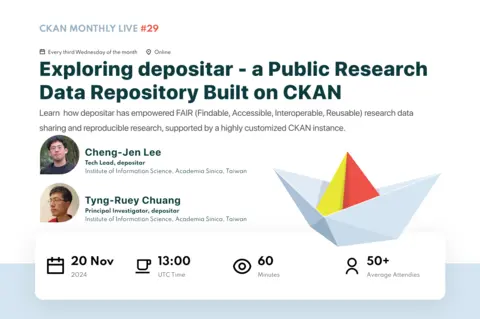 CKAN MONTHLY LIVE #29
Every third Wednesday of the month Online
Exploring depositar - a Public Research
Data Repository Built on CKAN
Learn how depositar has empowered FAIR (Findable, Accessible, Interoperable, Reusable) research data
sharing and reproducible research, supported by a highly customized CKAN instance.
Cheng-Jen Lee
Tech Lead, depositar
Institute of Information Science, Academia Sinica, Taiwan
Tyng-Ruey Chuang
Principal Investigator, depositar
Institute of Information Science, Academia Sinica, Taiwan
20 Nov
2024
13:00
UTC Time
60
Minutes
50+
Average Attendies